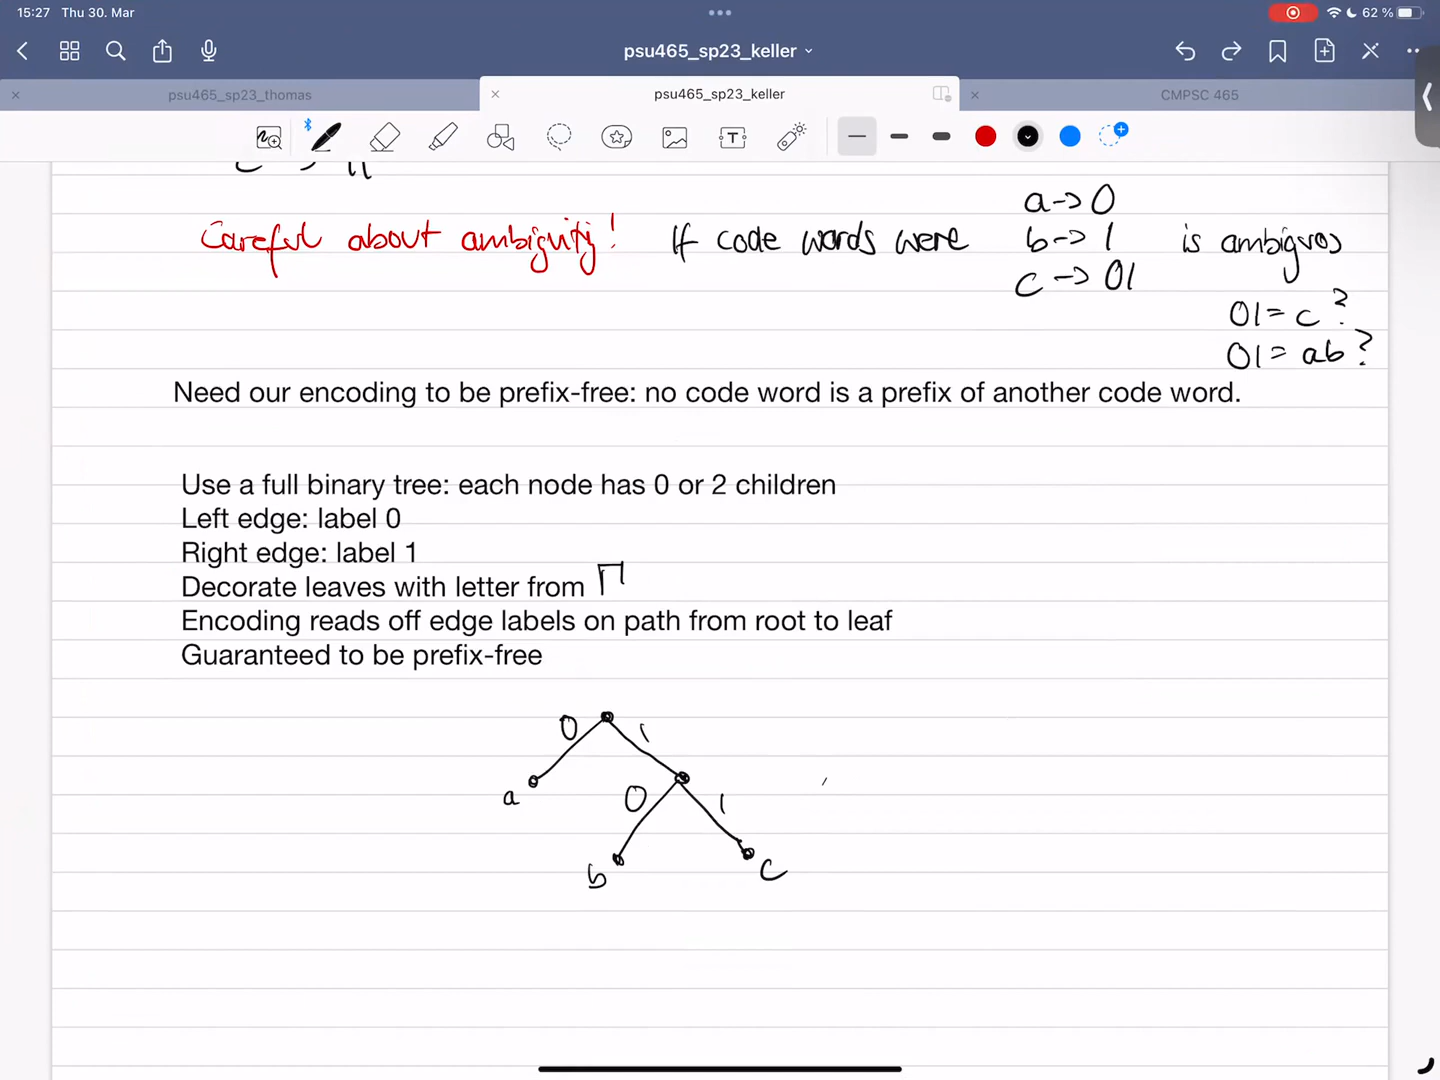 15:27 Thu 30. Mar
62 %
psu465_sp23_keller
psu465_sp23_thomas
psu465_sp23_keller
CMPSC 465
c -> 11
a -> 0
Careful about ambiguity! If code words were b -> 1 is ambiguos
c -> 01
01 = c ?
01 = ab ?
Need our encoding to be prefix-free: no code word is a prefix of another code word.
Use a full binary tree: each node has 0 or 2 children
Left edge: label 0
Right edge: label 1
Decorate leaves with letter from Γ
Encoding reads off edge labels on path from root to leaf
Guaranteed to be prefix-free
0 1
a 0 1
b c